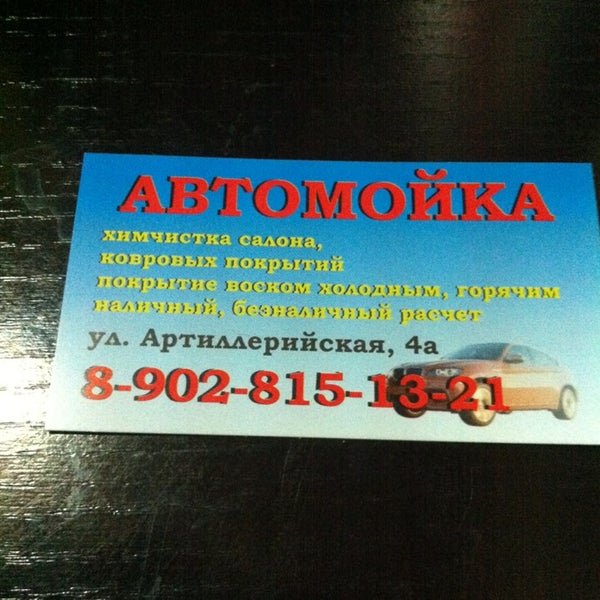 АВТОМОЙКА
химчистка салона,
ковровых покрытий
покрытие воском холодным, горячим
наличный, безналичный расчет
ул. Артиллерийская, 4а
8-902-815-13-21